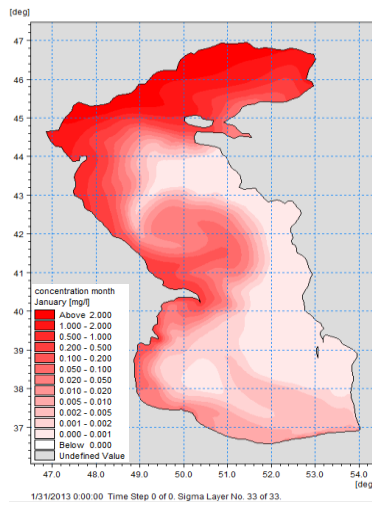 [deg]
47
46
45
44
43
42
41
40
39
38
37
concentration month
January [mg/l]
Above 2.000
1.000 - 2.000
0.500 - 1.000
0.200 - 0.500
0.100 - 0.200
0.050 - 0.100
0.020 - 0.050
0.010 - 0.020
0.005 - 0.010
0.002 - 0.005
0.001 - 0.002
0.000 - 0.001
Below 0.000
Undefined Value
47.0 48.0 49.0 50.0 51.0 52.0 53.0 54.0
[deg
1/31/2013 0:00:00 Time Step 0 of 0. Sigma Layer No. 33 of 33.